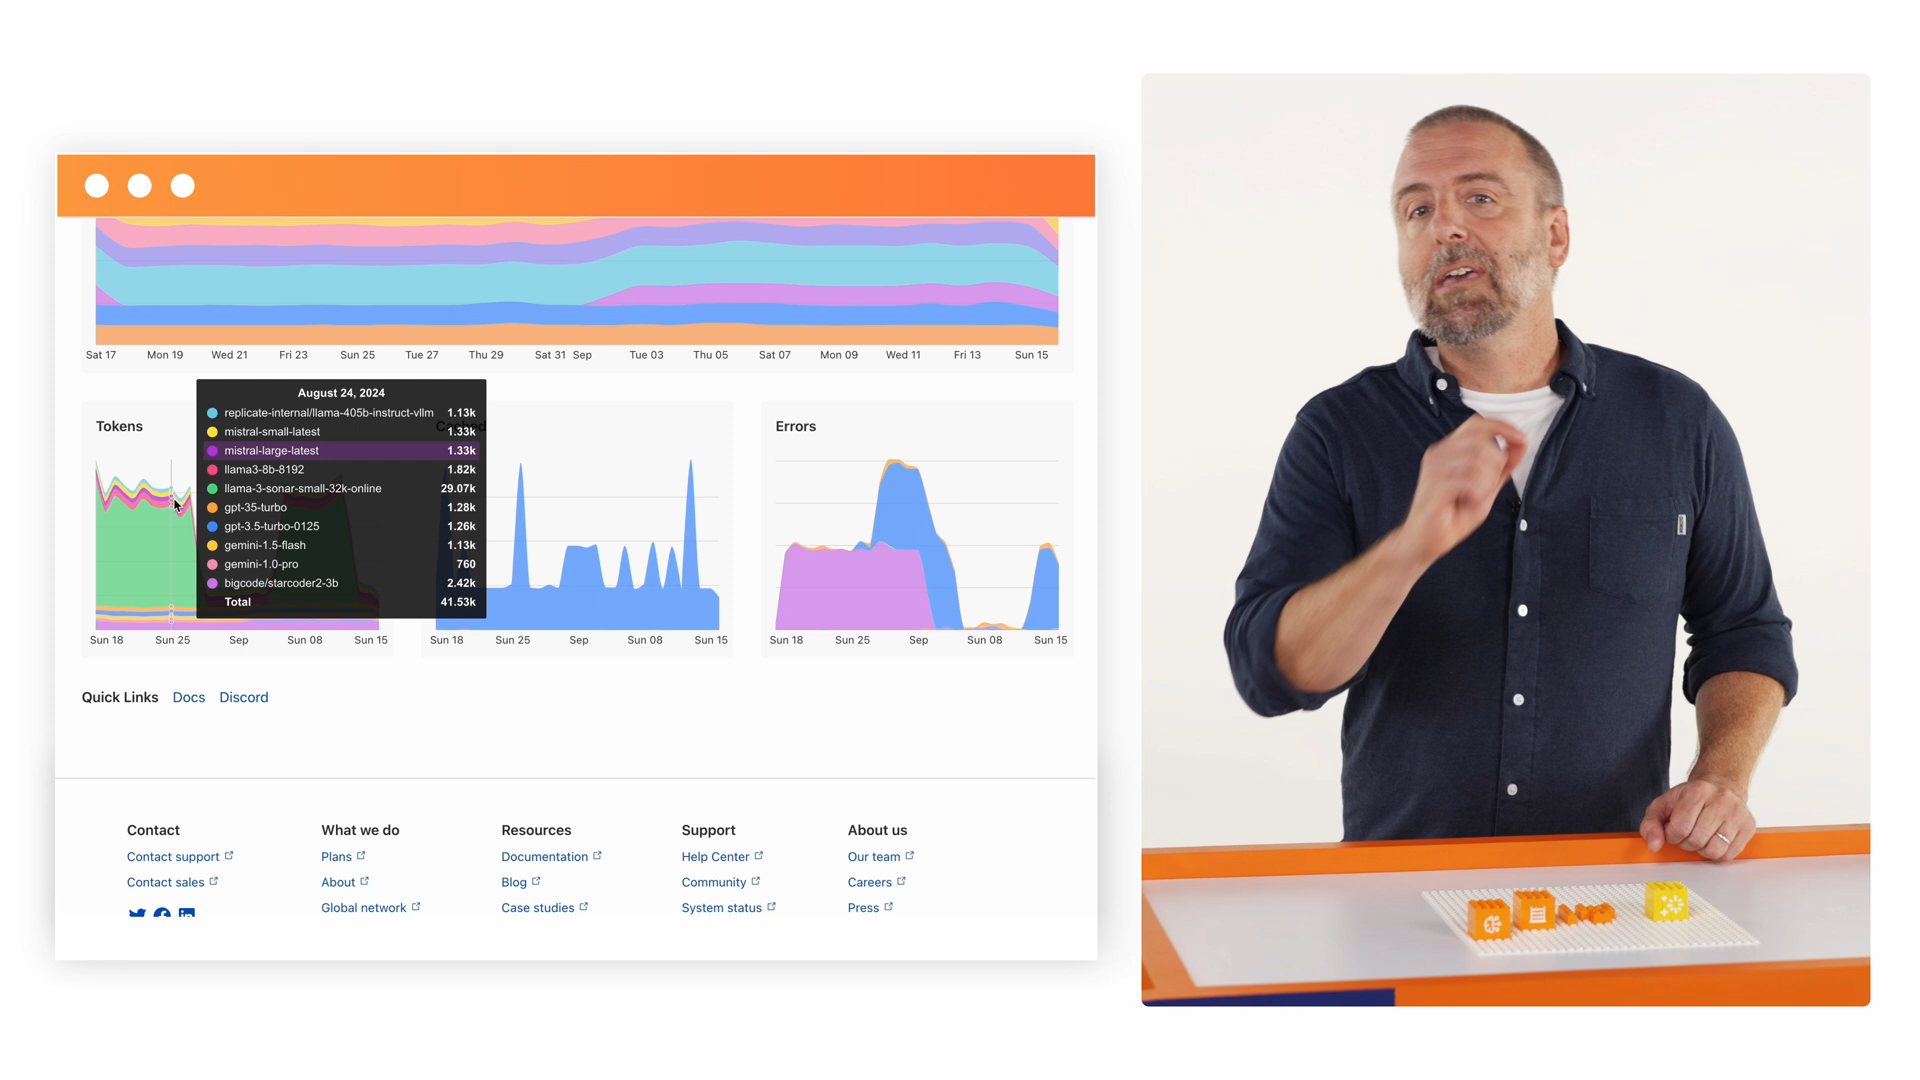 Sat 17 Mon 19 Wed 21 Fri 23 Sun 25 Tue 27 Thu 29 Sat 31 Sep Tue 03 Thu 05 Sat 07 Mon 09 Wed 11 Fri 13 Sun 15
August 24, 2024
replicate-internal/llama-405b-instruct-vllm 1.13k
mistral-small-latest 1.33k
mistral-large-latest 1.33k
llama3-8b-8192 1.82k
llama-3-sonar-small-32k-online 29.07k
gpt-35-turbo 1.28k
gpt-3.5-turbo-0125 1.26k
gemini-1.5-flash 1.13k
gemini-1.0-pro 760
bigcode/starcoder2-3b 2.42k
Total 41.53k
Tokens
Sun 18 Sun 25 Sep Sun 08 Sun 15
Cached
Sun 18 Sun 25 Sep Sun 08 Sun 15
Errors
Sun 18 Sun 25 Sep Sun 08 Sun 15
Quick Links Docs Discord
Contact
Contact support
Contact sales
What we do
Plans
About
Global network
Resources
Documentation
Blog
Case studies
Support
Help Center
Community
System status
About us
Our team
Careers
Press